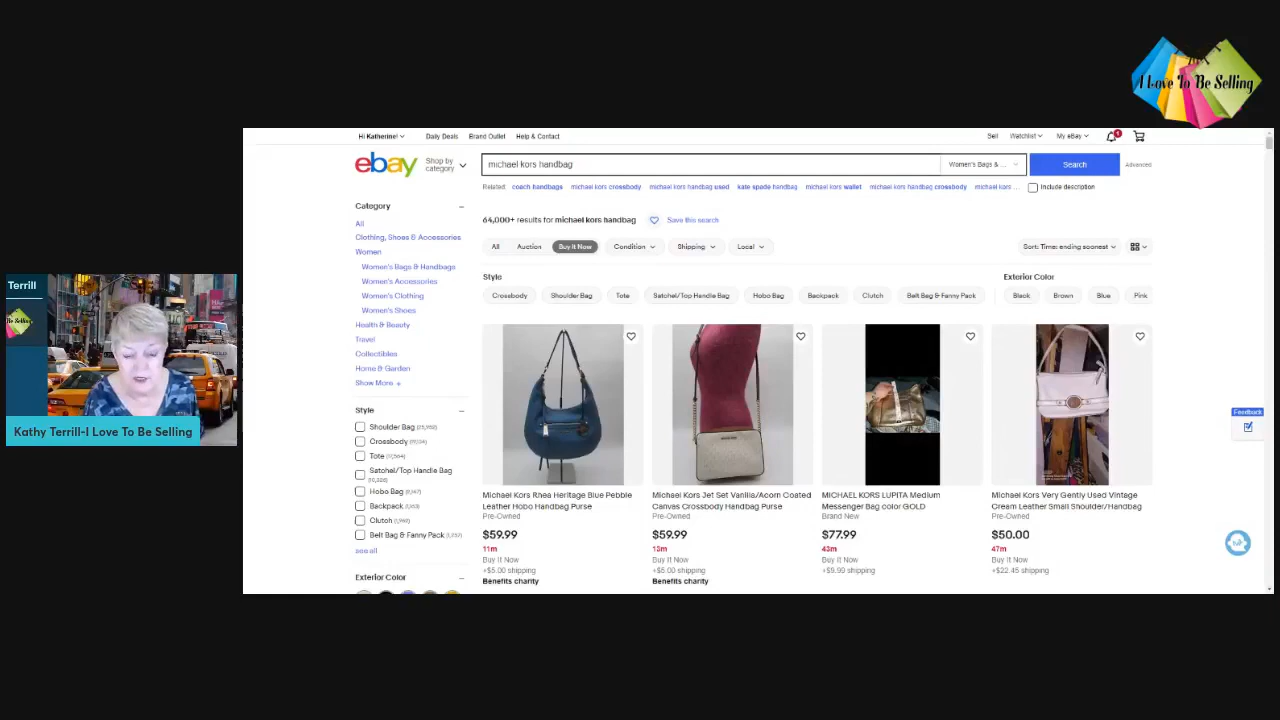 I Love To Be Selling
Hi Katherine!
Daily Deals
Brand Outlet
Help & Contact
Sell
Watchlist
My eBay
ebay
Shop by
category
michael kors handbag
Women's Bags & ...
Search
Advanced
Related:
coach handbags
michael kors crossbody
michael kors handbag used
kate spade handbag
michael kors wallet
michael kors handbag crossbody
michael kors ...
Include description
Category
All
Clothing, Shoes & Accessories
Women
Women's Bags & Handbags
Women's Accessories
Women's Clothing
Women's Shoes
Health & Beauty
Travel
Collectibles
Home & Garden
Show More
Style
Shoulder Bag
Crossbody
Tote
Satchel/Top Handle Bag
Hobo Bag
Backpack
Clutch
Belt Bag & Fanny Pack
see all
Exterior Color
64,000+ results for michael kors handbag
Save this search
All
Auction
Buy It Now
Condition
Shipping
Local
Sort: Time: ending soonest
Style
Exterior Color
Crossbody
Shoulder Bag
Tote
Satchel/Top Handle Bag
Hobo Bag
Backpack
Clutch
Belt Bag & Fanny Pack
Black
Brown
Blue
Pink
Michael Kors Rhea Heritage Blue Pebble
Leather Hobo Handbag Purse
Pre-Owned
$59.99
11m
Buy It Now
+$5.00 shipping
Benefits charity
Michael Kors Jet Set Vanilla/Acorn Coated
Canvas Crossbody Handbag Purse
Pre-Owned
$59.99
13m
Buy It Now
+$5.00 shipping
Benefits charity
MICHAEL KORS LUPITA Medium
Messenger Bag color GOLD
Brand New
$77.99
43m
Buy It Now
+$9.99 shipping
Michael Kors Very Gently Used Vintage
Cream Leather Small Shoulder/Handbag
Pre-Owned
$50.00
47m
Buy It Now
+$22.45 shipping
Feedback
Terrill
Be Selling
Kathy Terrill-I Love To Be Selling